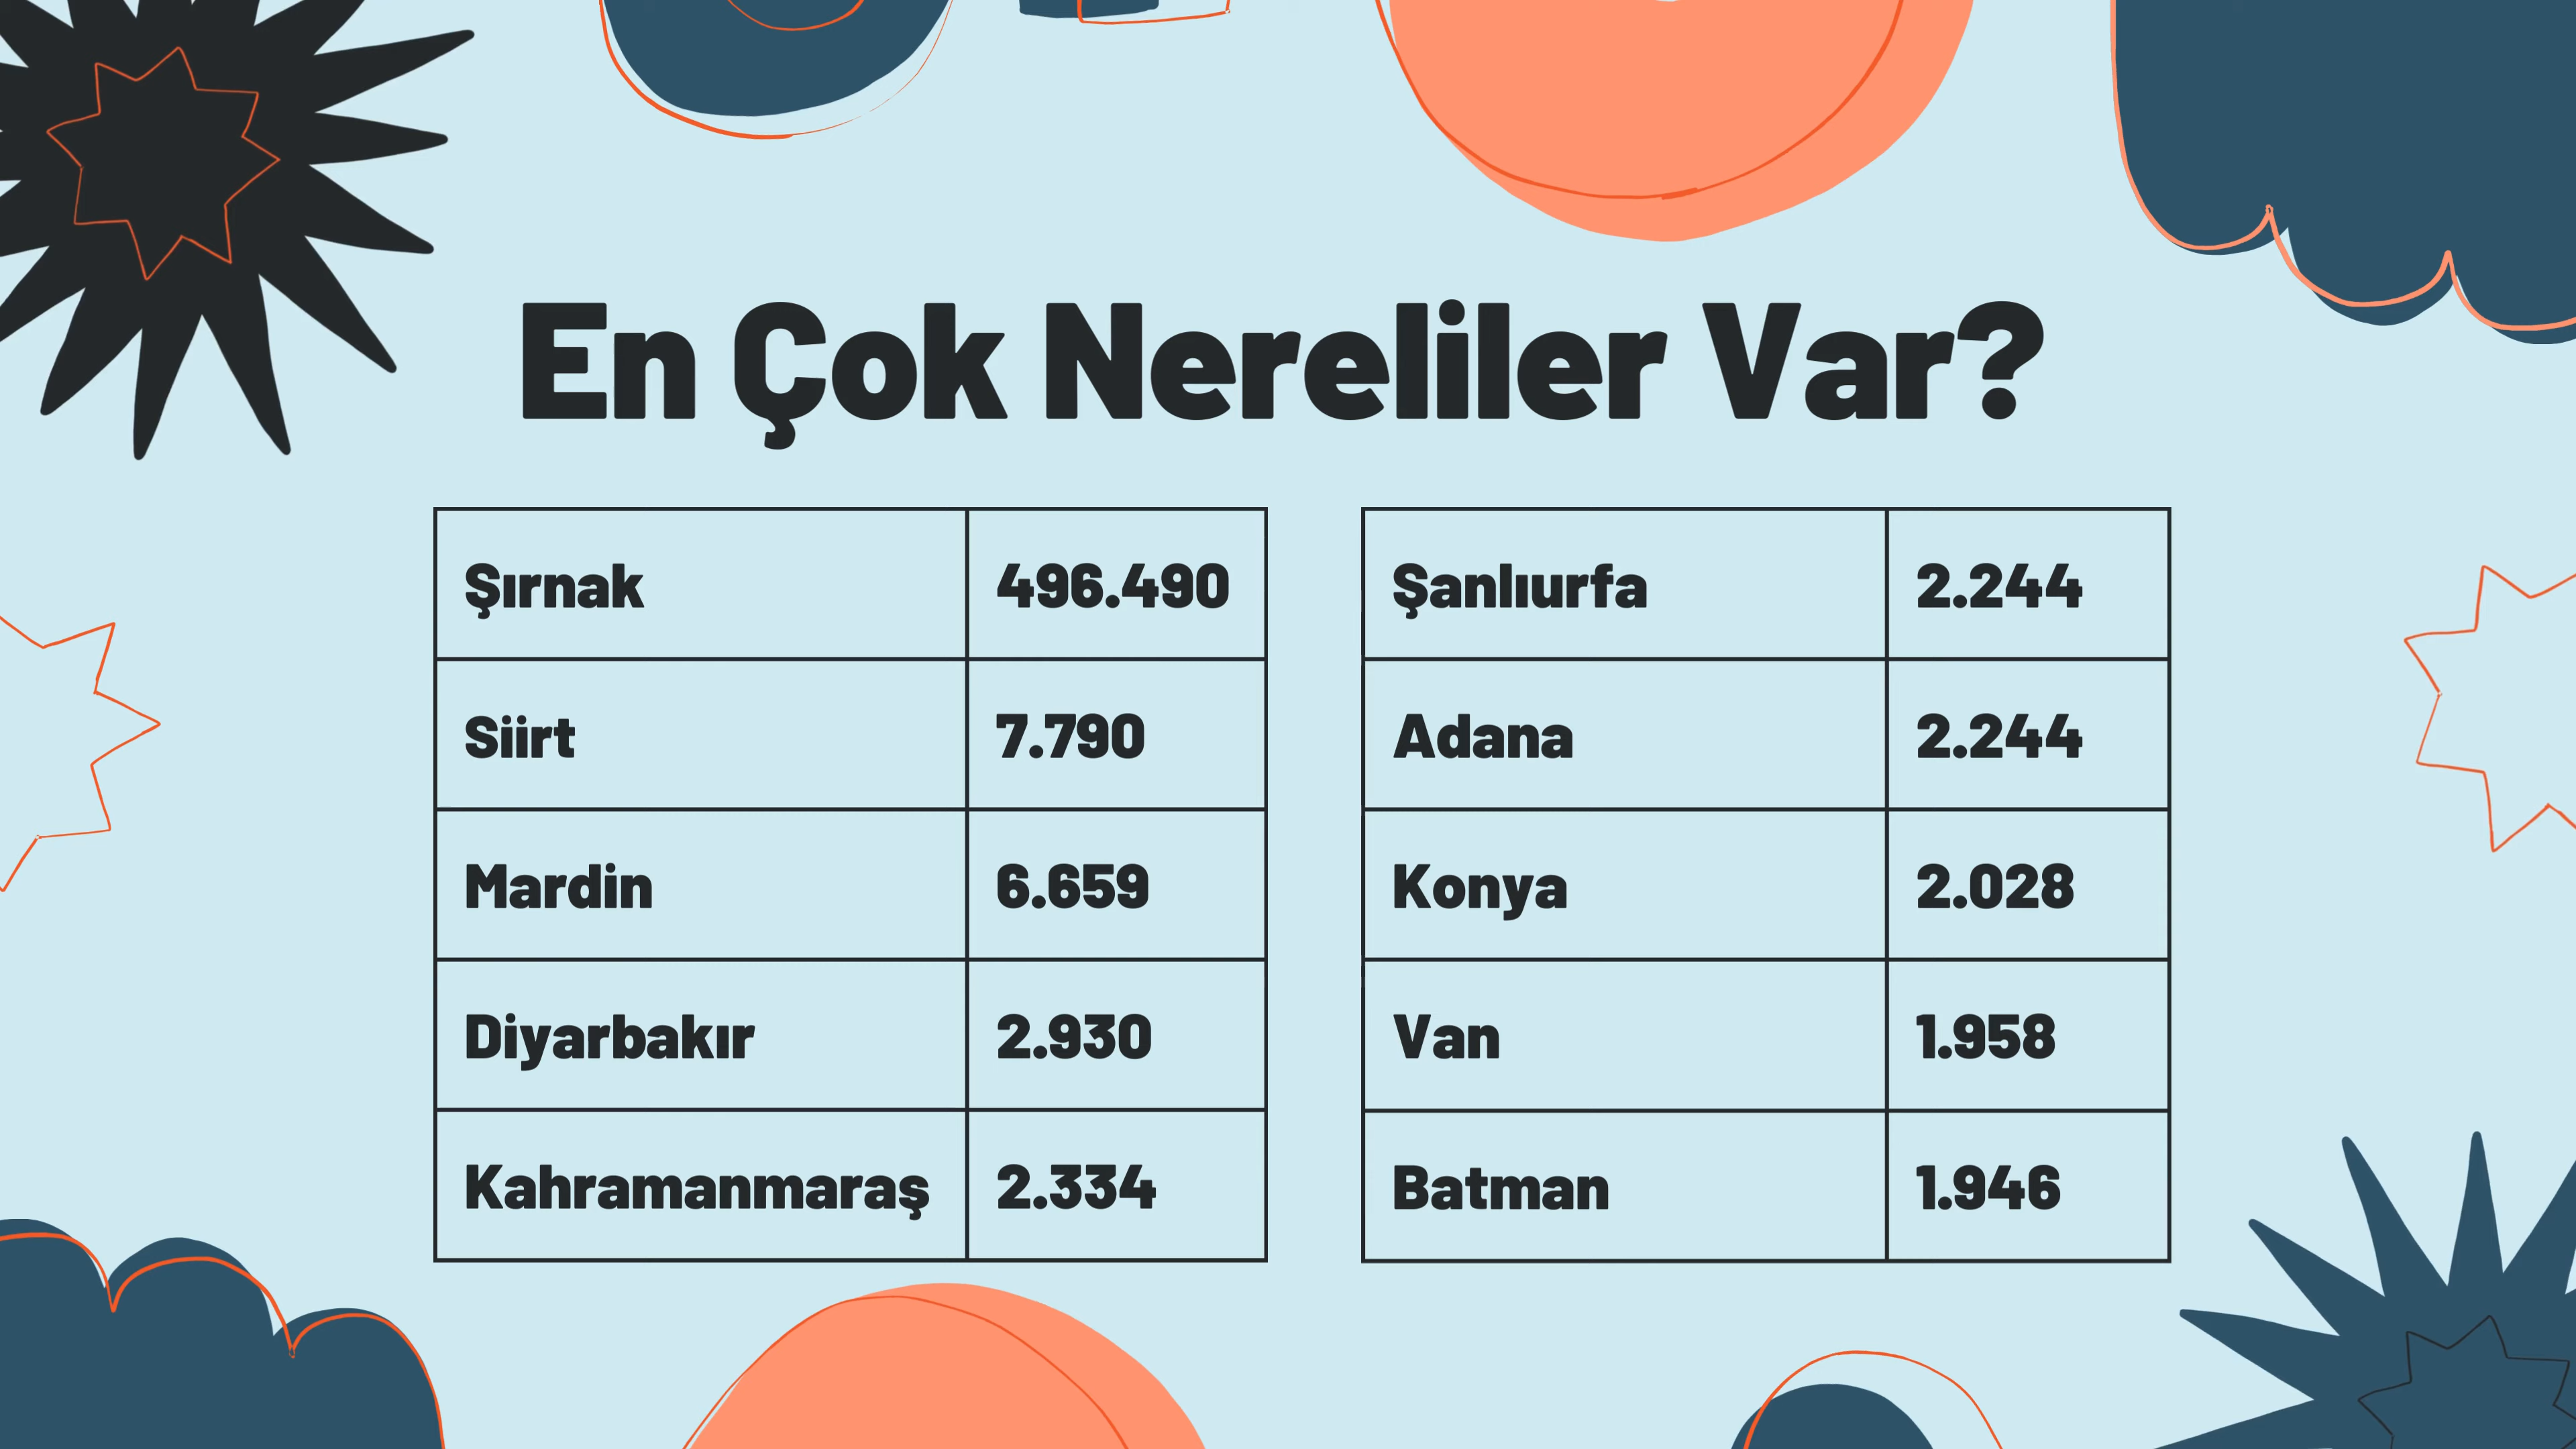 En Çok Nereliler Var?
Şırnak 496.490
Siirt 7.790
Mardin 6.659
Diyarbakır 2.930
Kahramanmaraş 2.334
Şanlıurfa 2.244
Adana 2.244
Konya 2.028
Van 1.958
Batman 1.946